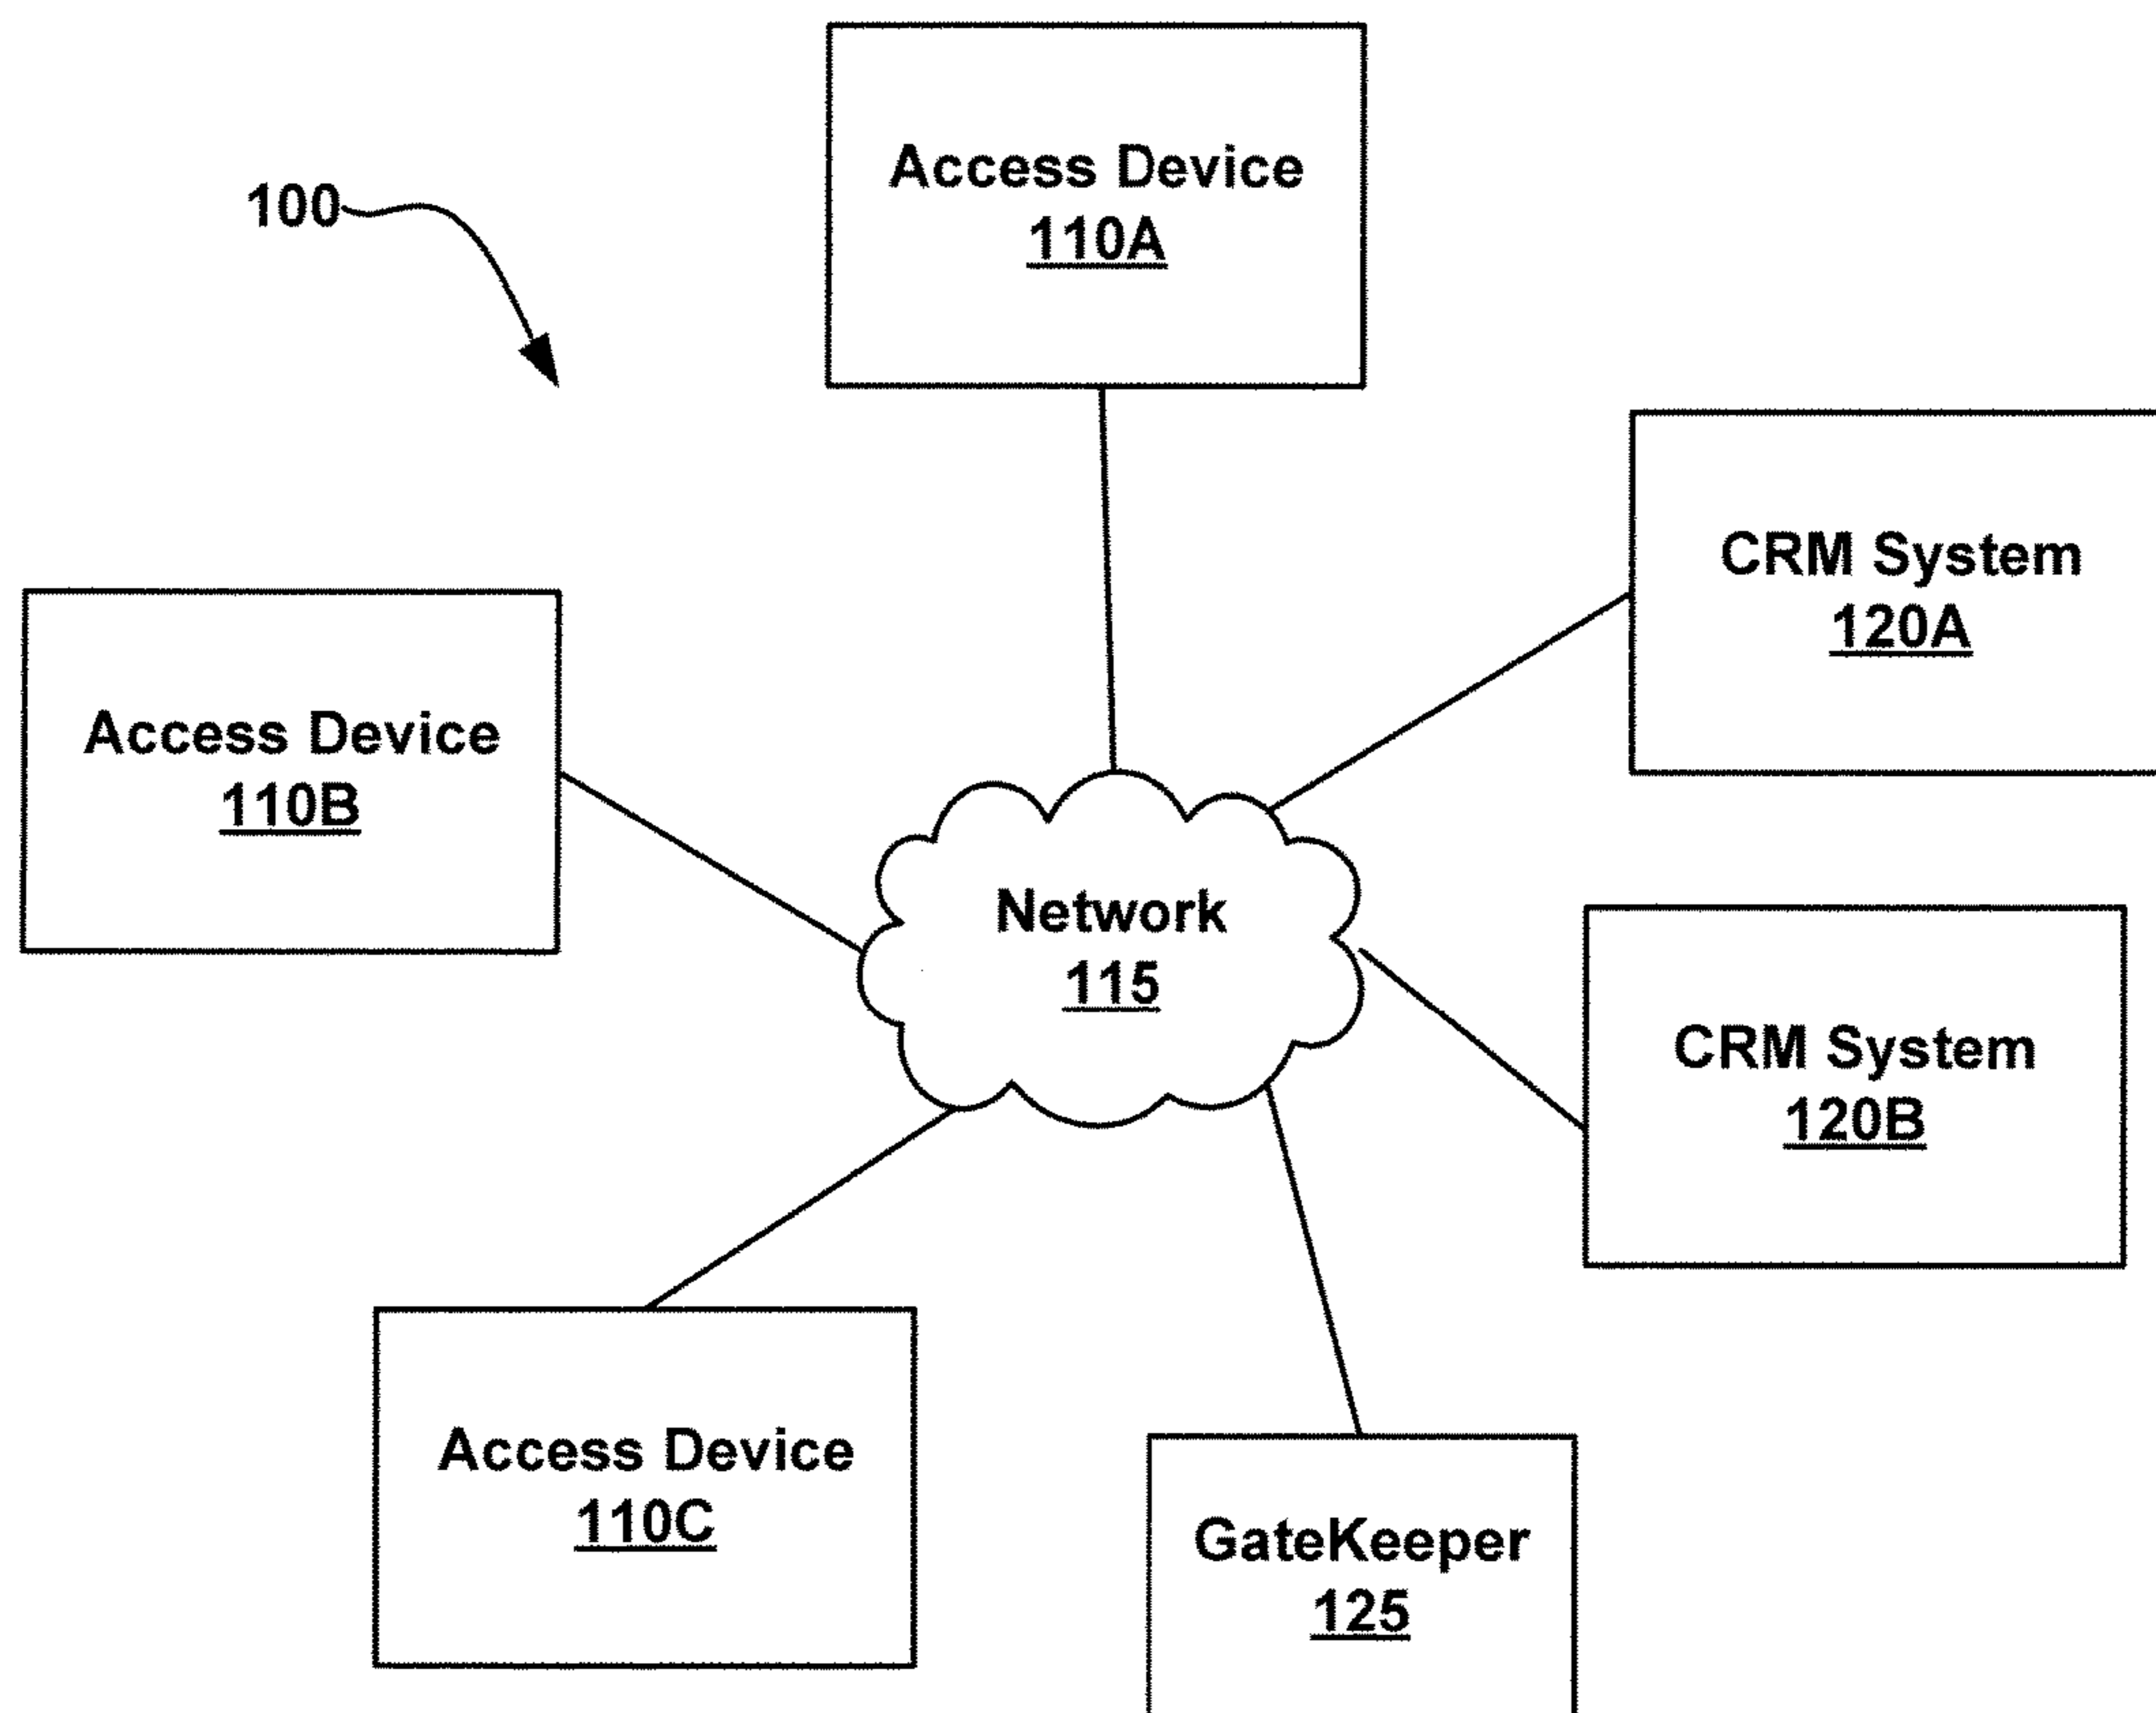 Access Device
110A
100
CRM System
120A
Access Device
110B
Network
115
CRM System
120B
Access Device
110C
GateKeeper
125